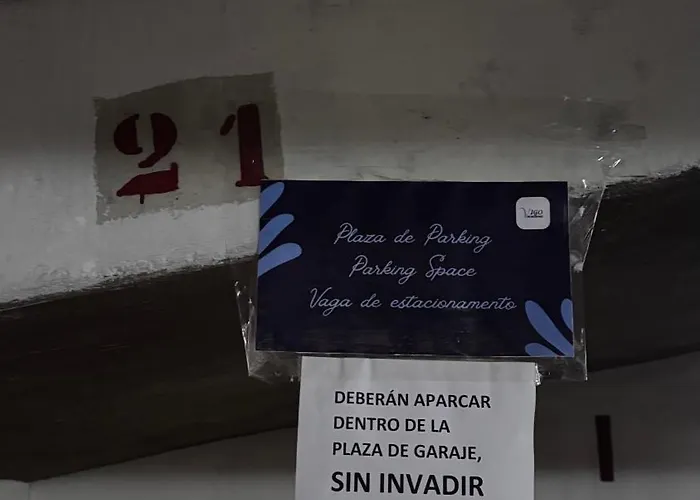 21
Vigo
Plaza de Parking
Parking Space
Vaga de estacionamento
DEBERÁN APARCAR
DENTRO DE LA
PLAZA DE GARAJE,
SIN INVADIR